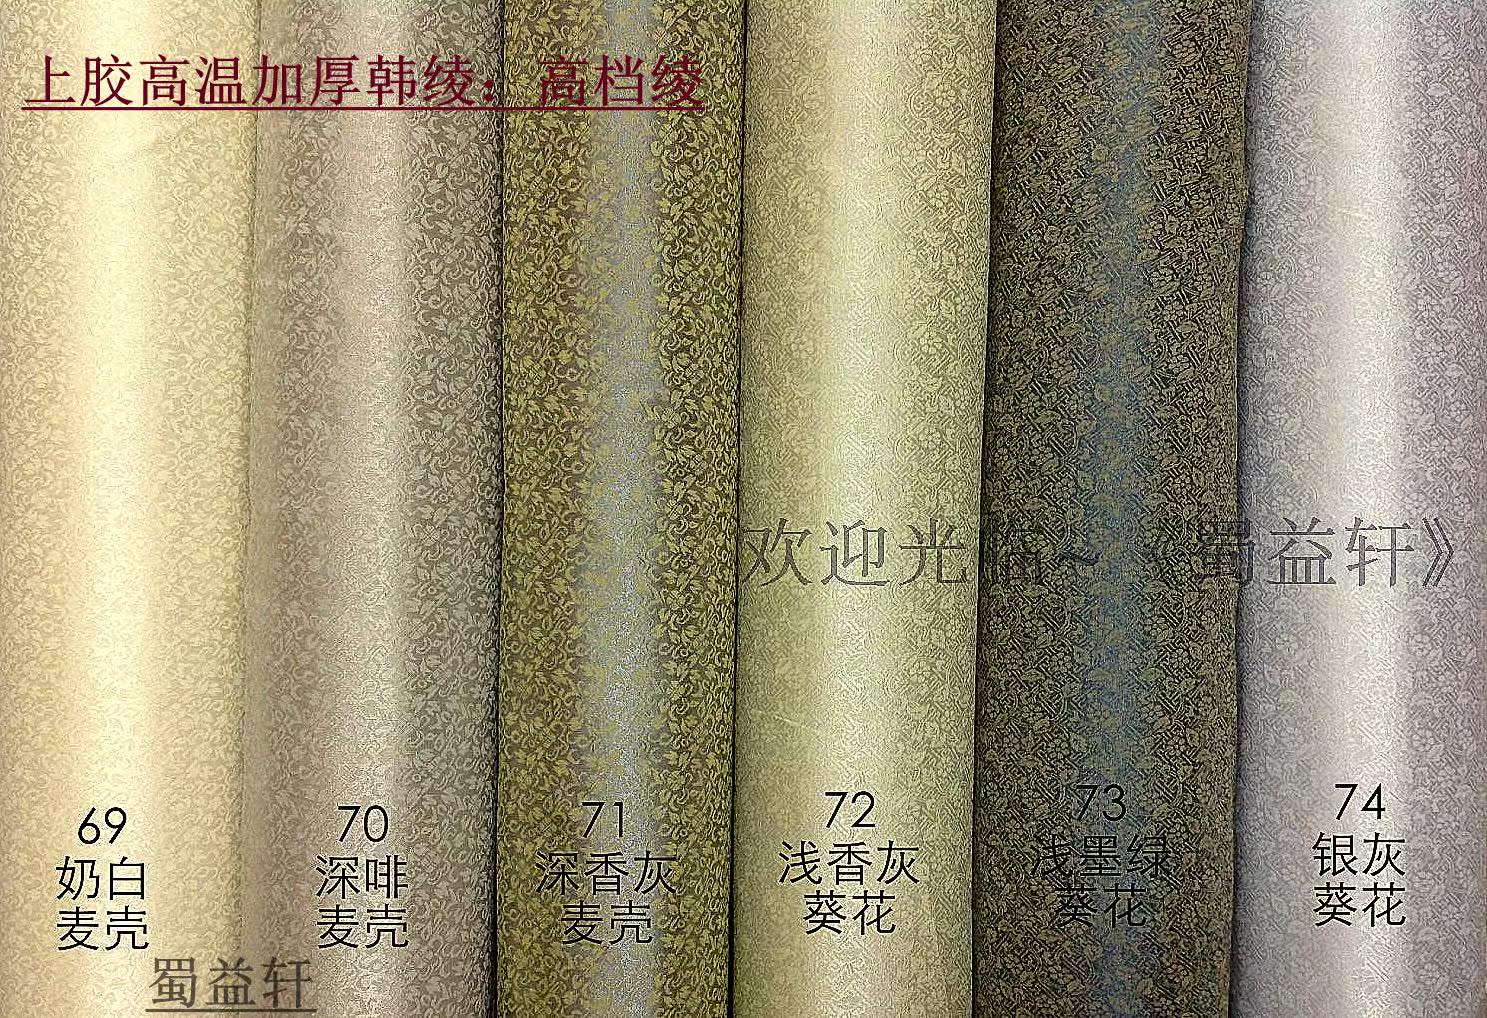 上胶高温加厚韩绫；高档绫
欢迎光临~《蜀益轩》
69
奶白
麦壳
70
深啡
麦壳
71
深香灰
麦壳
72
浅香灰
葵花
73
浅墨绿
葵花
74
银灰
葵花
蜀益轩